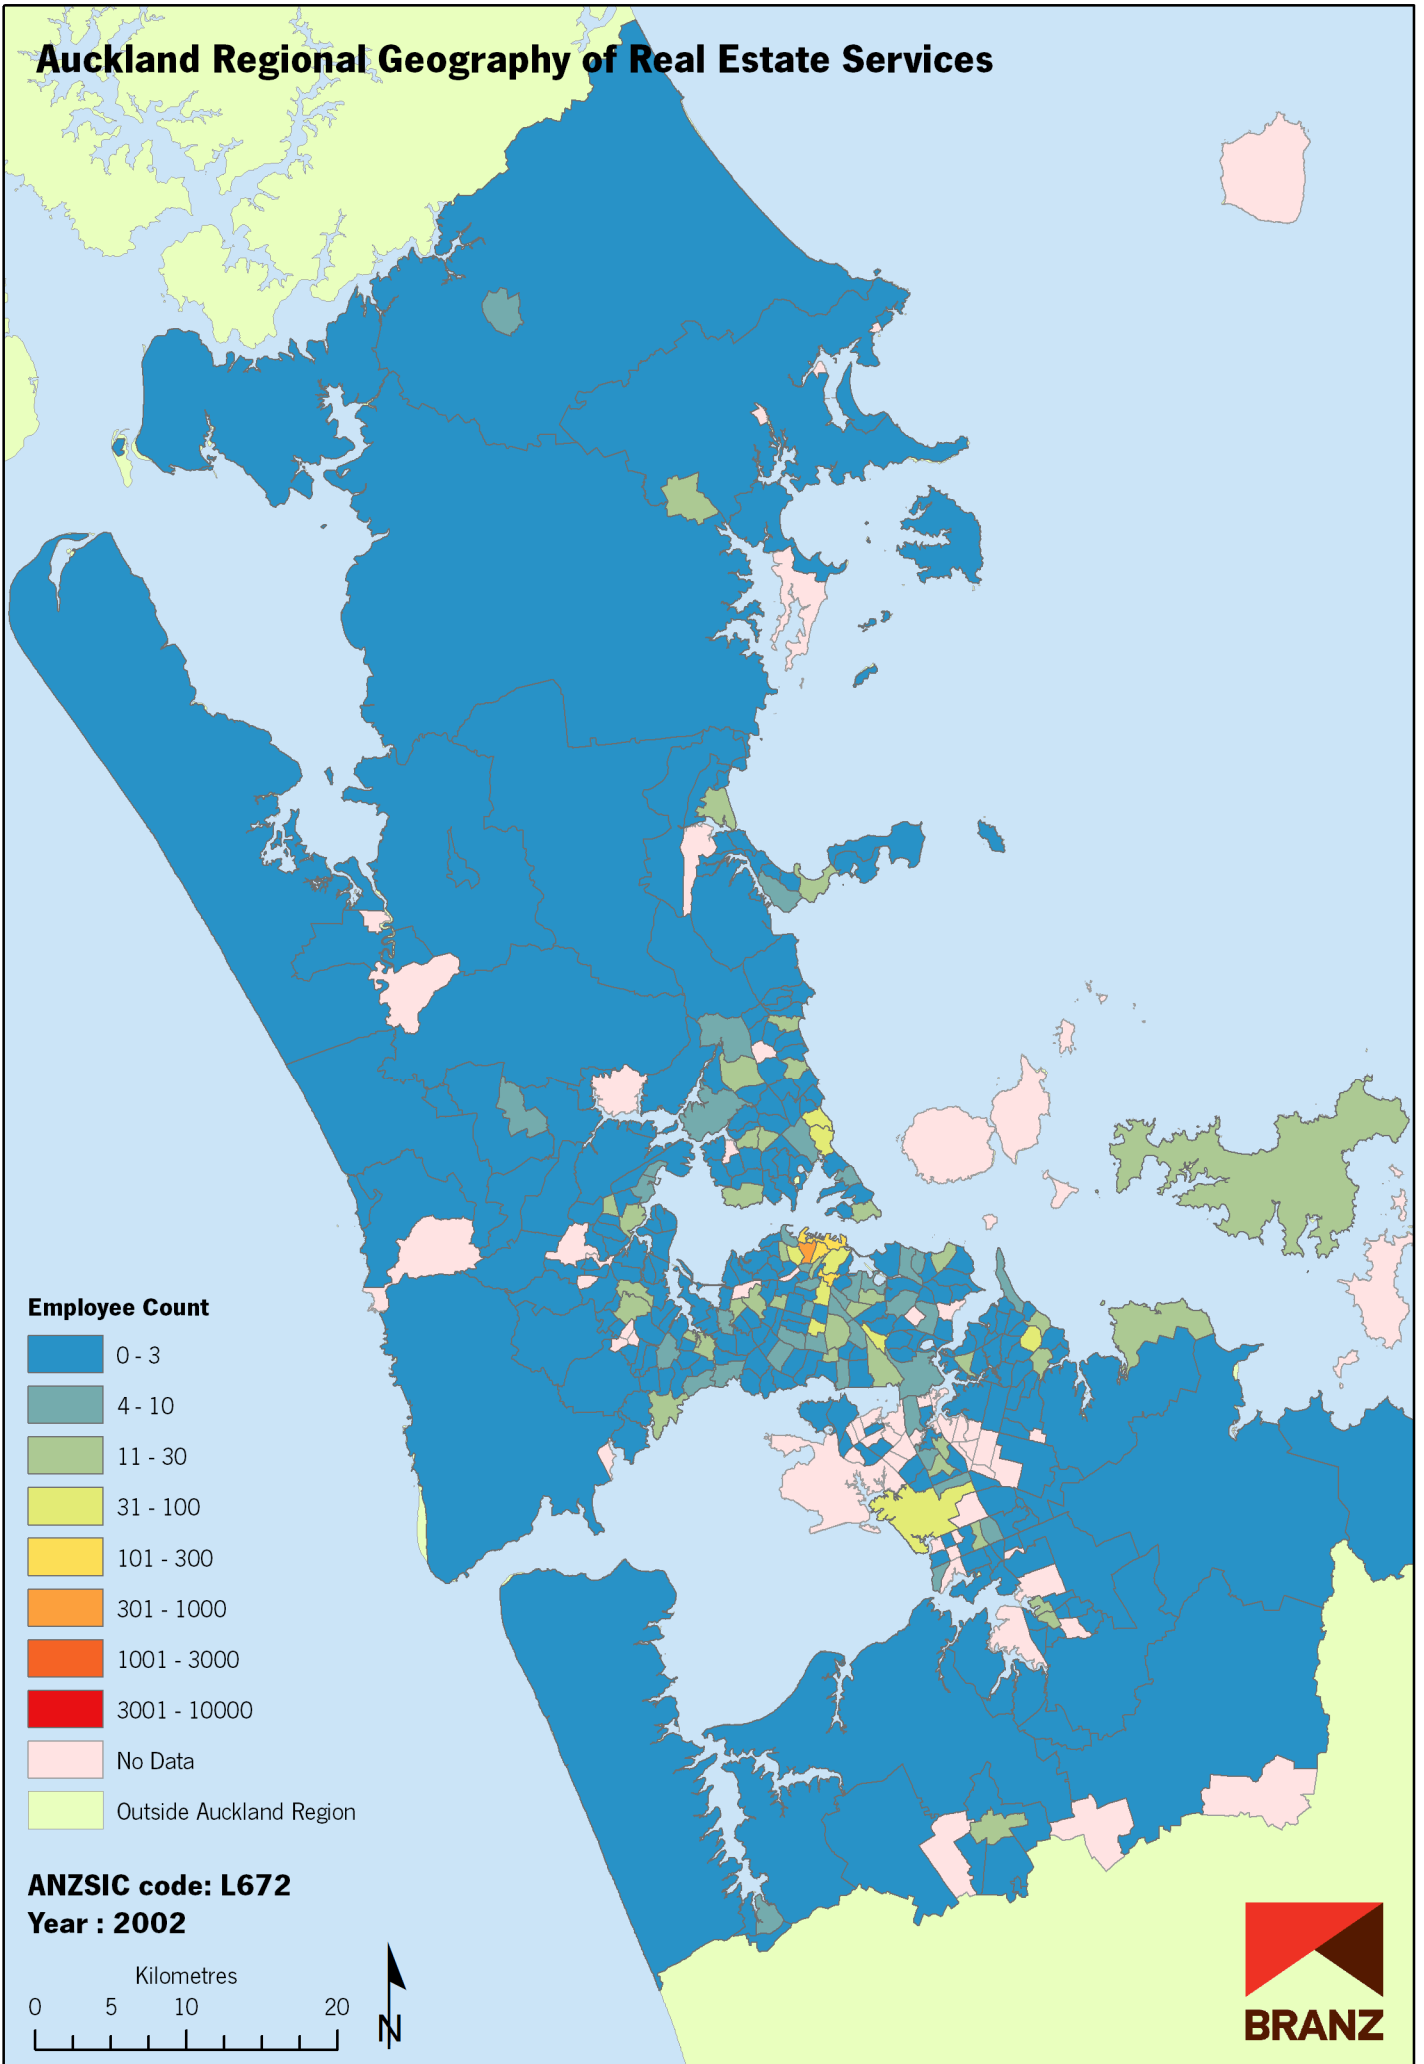 Auckland Regional Geography of Real Estate Services
Employee Count
0 - 3
4 - 10
11 - 30
31 - 100
101 - 300
301 - 1000
1001 - 3000
3001 - 10000
No Data
Outside Auckland Region
ANZSIC code: L672
Year : 2002
Kilometres
0 5 10 20
N
BRANZ